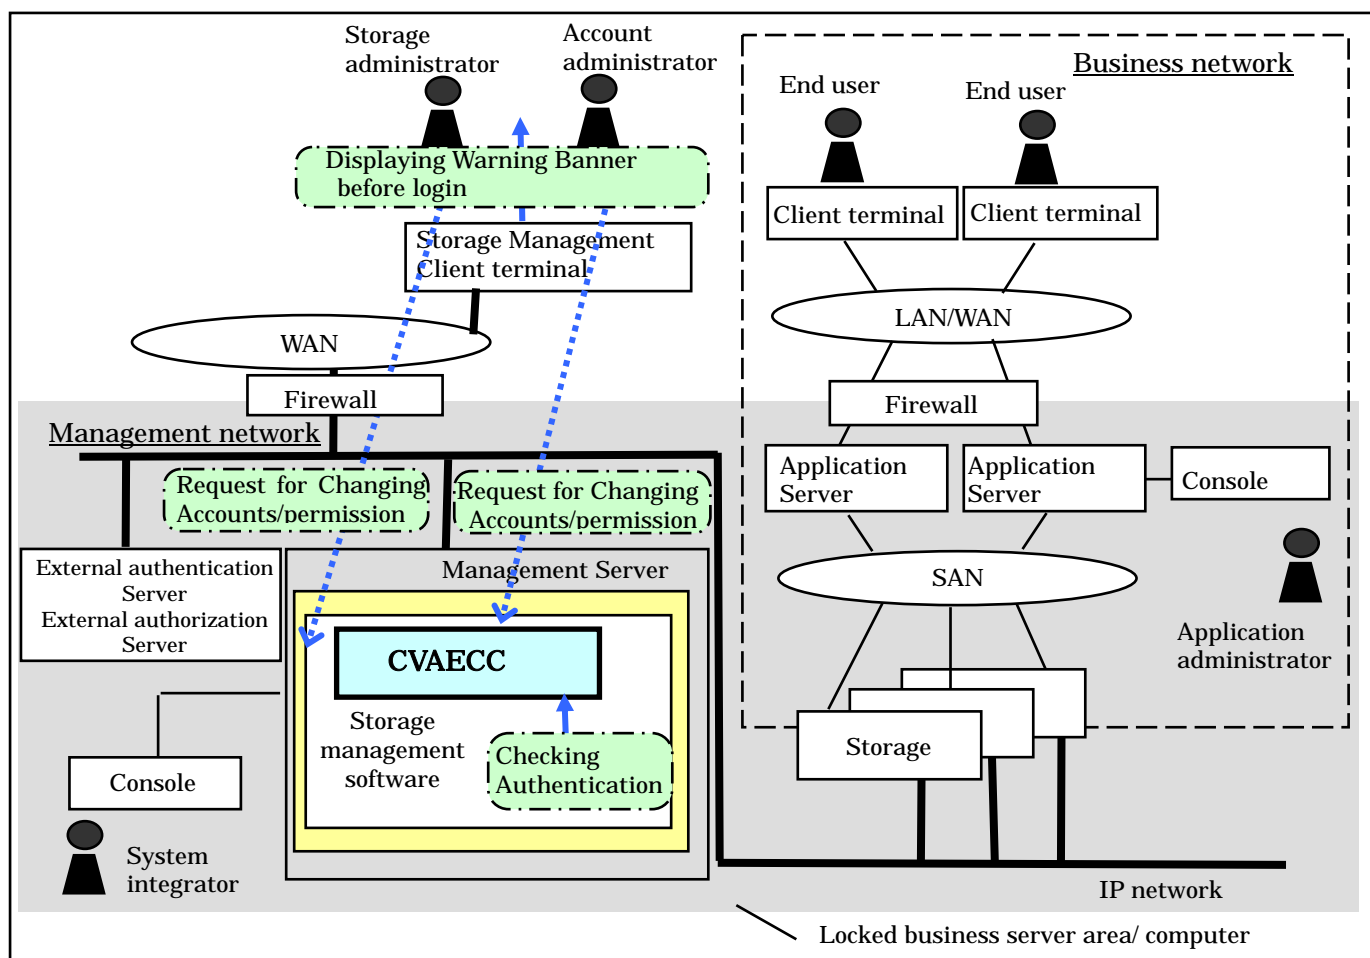 Storage
administrator
Account
administrator
Business network
End user
End user
Displaying Warning Banner
before login
Client terminal
Client terminal
Storage Management
Client terminal
WAN
LAN/WAN
Firewall
Firewall
Management network
Request for Changing
Accounts/permission
Request for Changing
Accounts/permission
Application
Server
Application
Server
Console
External authentication
Server
External authorization
Server
Management Server
SAN
CVAECC
Application
administrator
Storage
management
software
Checking
Authentication
Storage
Console
System
integrator
IP network
Locked business server area/ computer